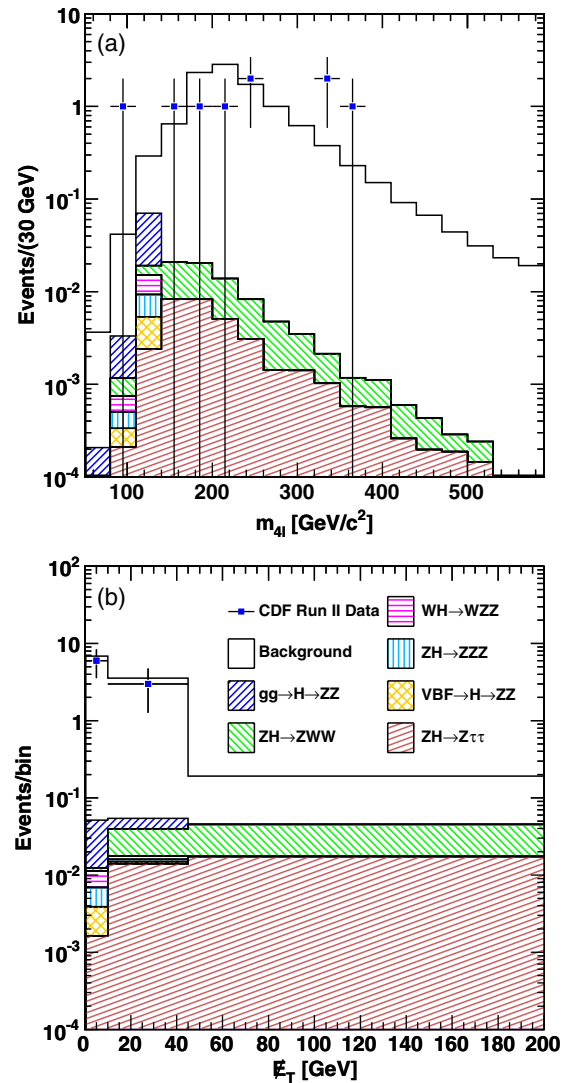 (a)
10
1
10⁻¹
10⁻²
10⁻³
10⁻⁴
Events/(30 GeV)
100 200 300 400 500
m₄ₗ [GeV/c²]
(b)
10²
10
1
10⁻¹
10⁻²
10⁻³
10⁻⁴
Events/bin
CDF Run II Data
Background
gg→H→ZZ
ZH→ZWW
WH→WZZ
ZH→ZZZ
VBF→H→ZZ
ZH→Zττ
0 20 40 60 80 100 120 140 160 180 200
E̸_T [GeV]